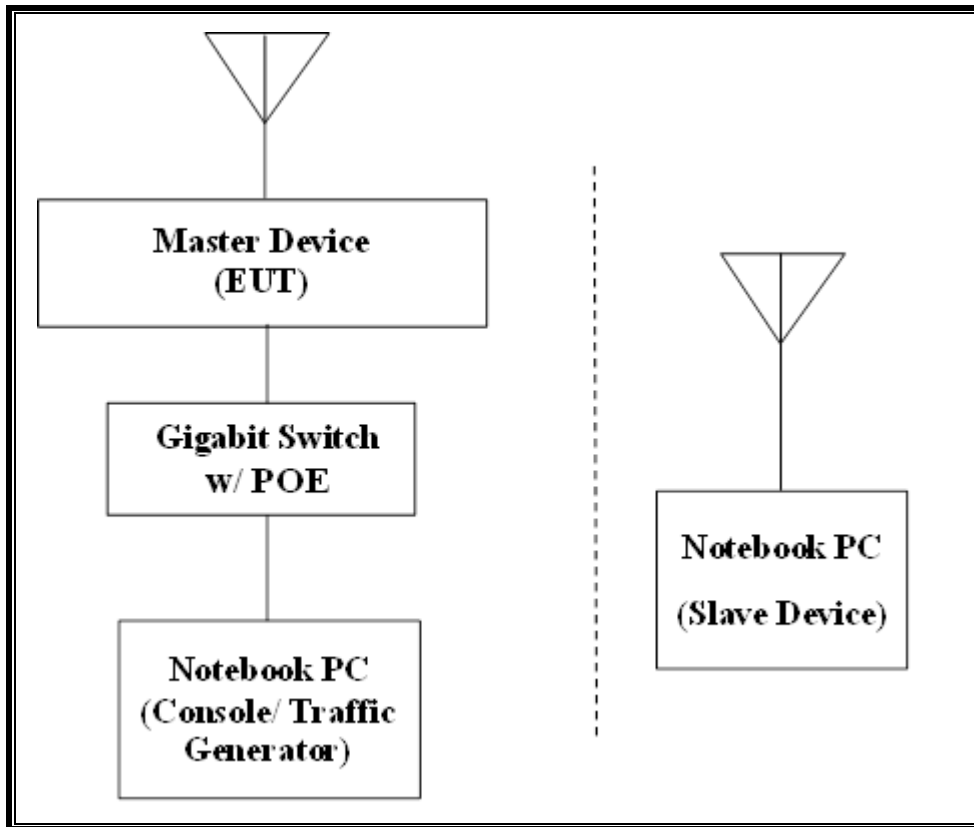 Master Device
(EUT)
Gigabit Switch
w/ POE
Notebook PC
(Console/ Traffic
Generator)
Notebook PC
(Slave Device)